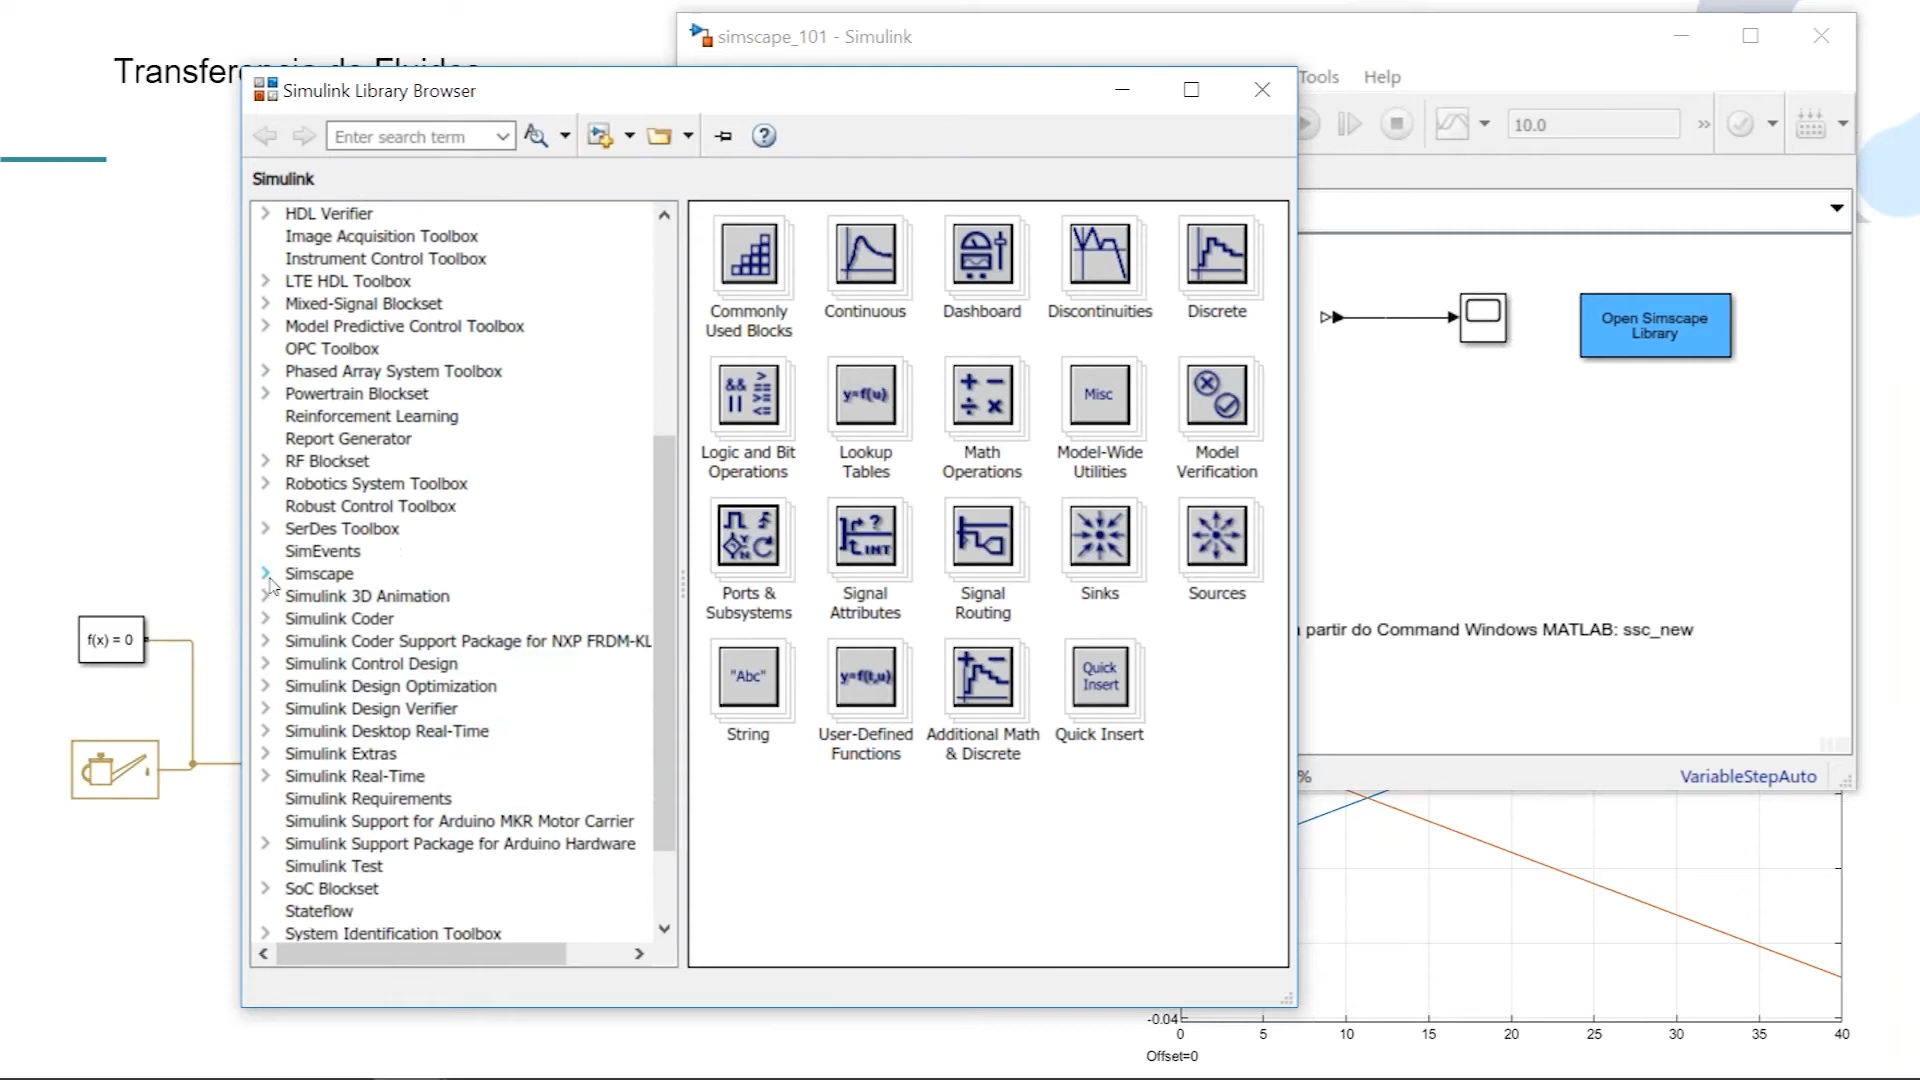 simscape_101 - Simulink
Simulink Library Browser
Tools Help
Enter search term
10.0
Simulink
HDL Verifier
Image Acquisition Toolbox
Instrument Control Toolbox
LTE HDL Toolbox
Mixed-Signal Blockset
Model Predictive Control Toolbox
OPC Toolbox
Phased Array System Toolbox
Powertrain Blockset
Reinforcement Learning
Report Generator
RF Blockset
Robotics System Toolbox
Robust Control Toolbox
SerDes Toolbox
SimEvents
Simscape
Simulink 3D Animation
Simulink Coder
Simulink Coder Support Package for NXP FRDM-KL
Simulink Control Design
Simulink Design Optimization
Simulink Design Verifier
Simulink Desktop Real-Time
Simulink Extras
Simulink Real-Time
Simulink Requirements
Simulink Support for Arduino MKR Motor Carrier
Simulink Support Package for Arduino Hardware
Simulink Test
SoC Blockset
Stateflow
System Identification Toolbox
Commonly
Used Blocks
Continuous
Dashboard
Discontinuities
Discrete
&& > ==
|| >= <=
Logic and Bit
Operations
y=f(u)
Lookup
Tables
+ −
÷ ×
Math
Operations
Misc
Model-Wide
Utilities
Model
Verification
Ports &
Subsystems
?
INT
Signal
Attributes
Signal
Routing
Sinks
Sources
"Abc"
String
y=f(t,u)
User-Defined
Functions
Additional Math
& Discrete
Quick
Insert
Quick Insert
Open Simscape
Library
partir do Command Windows MATLAB: ssc_new
%
VariableStepAuto
f(x) = 0
-0.04
0 5 10 15 20 25 30 35 40
Offset=0